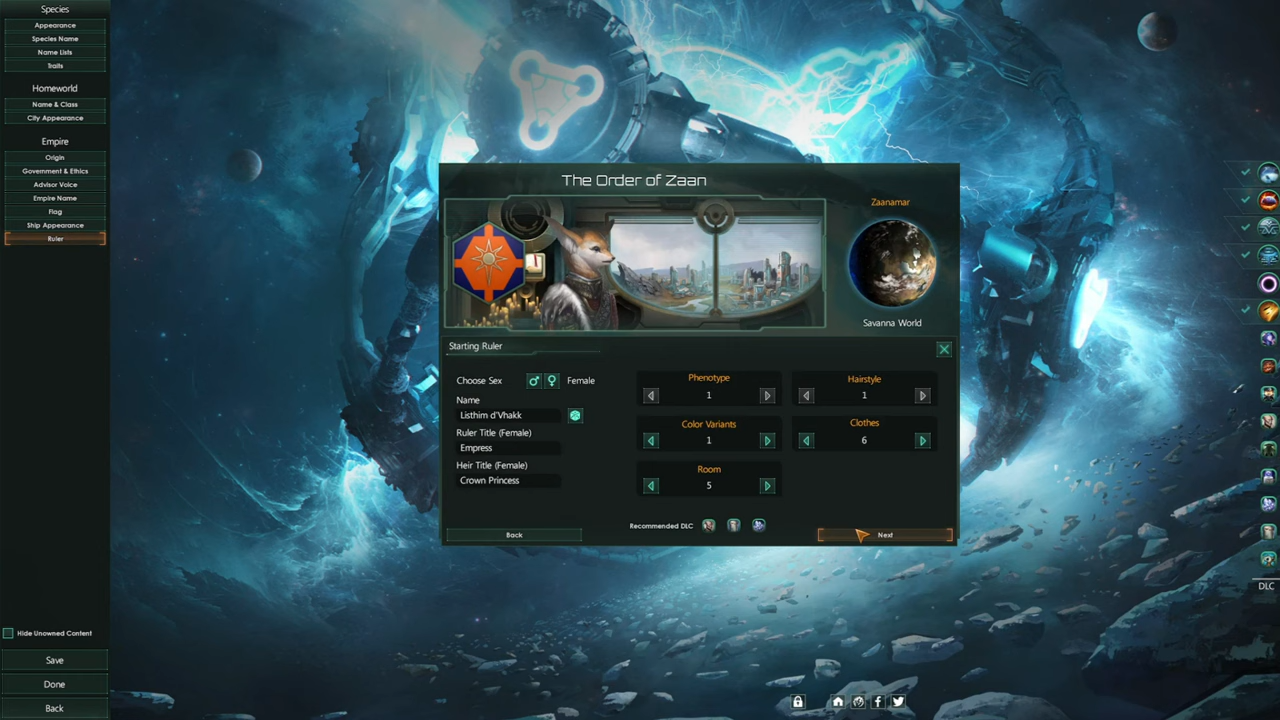 Species
Appearance
Species Name
Name Lists
Traits
Homeworld
Name & Class
City Appearance
Empire
Origin
Government & Ethics
Advisor Voice
Empire Name
Flag
Ship Appearance
Ruler
Hide Unowned Content
Save
Done
Back
The Order of Zaan
Zaanamar
Savanna World
Starting Ruler
Choose Sex
Female
Name
Listhim d'Vhakk
Ruler Title (Female)
Empress
Heir Title (Female)
Crown Princess
Phenotype
1
Hairstyle
1
Color Variants
1
Clothes
6
Room
5
Recommended DLC
Back
Next
DLC